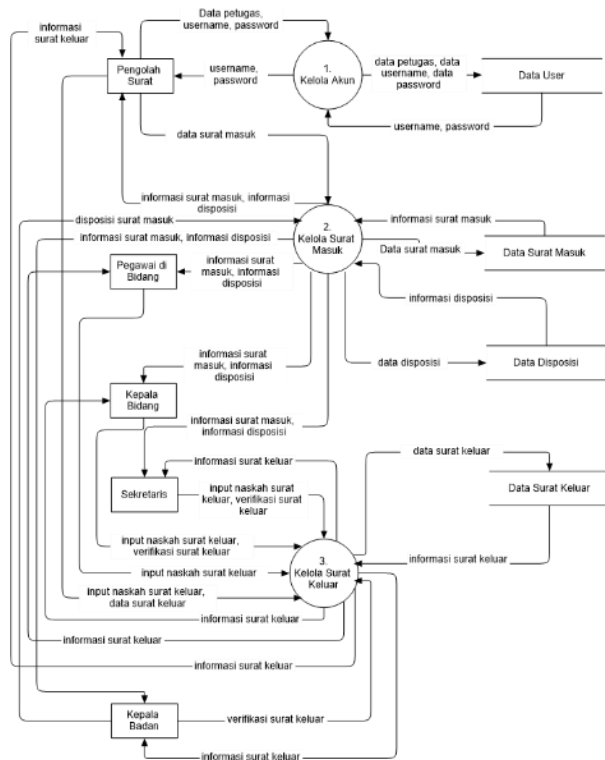 informasi
surat keluar
Data petugas,
username, password
Pengolah
Surat
username,
password
1.
Kelola Akun
data petugas, data
username, data
password
Data User
username, password
data surat masuk
informasi surat masuk, informasi
disposisi
disposisi surat masuk
informasi surat masuk, informasi disposisi
2.
Kelola Surat
Masuk
informasi surat masuk
Data surat masuk
Data Surat Masuk
Pegawai di
Bidang
informasi surat
masuk, informasi
disposisi
informasi disposisi
informasi surat
masuk, informasi
disposisi
data disposisi
Data Disposisi
Kepala
Bidang
informasi surat masuk,
informasi disposisi
informasi surat keluar
data surat keluar
Sekretaris
input naskah surat
keluar, verifikasi surat
keluar
Data Surat Keluar
input naskah surat keluar,
verifikasi surat keluar
3.
Kelola Surat
Keluar
informasi surat keluar
input naskah surat keluar
input naskah surat keluar,
data surat keluar
informasi surat keluar
informasi surat keluar
informasi surat keluar
Kepala
Badan
verifikasi surat keluar
informasi surat keluar